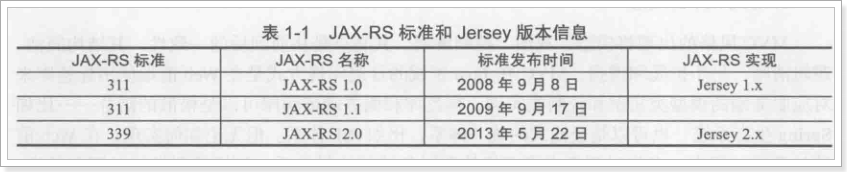 表 1-1 JAX-RS 标准和 Jersey 版本信息
JAX-RS 标准 JAX-RS 名称 标准发布时间 JAX-RS 实现
311 JAX-RS 1.0 2008 年 9 月 8 日 Jersey 1.x
311 JAX-RS 1.1 2009 年 9 月 17 日
339 JAX-RS 2.0 2013 年 5 月 22 日 Jersey 2.x